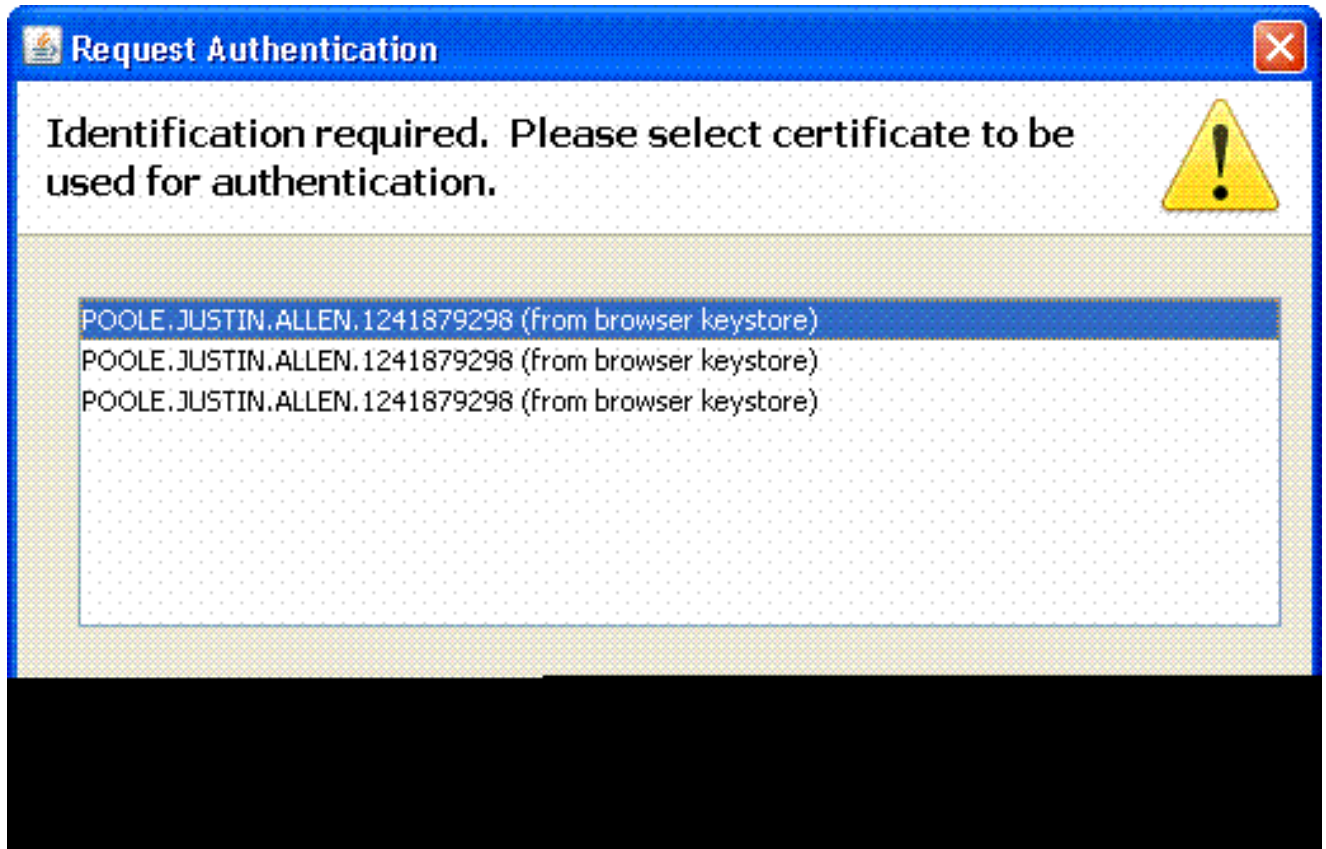 Request Authentication
Identification required. Please select certificate to be
used for authentication.
POOLE.JUSTIN.ALLEN.1241879298 (from browser keystore)
POOLE.JUSTIN.ALLEN.1241879298 (from browser keystore)
POOLE.JUSTIN.ALLEN.1241879298 (from browser keystore)